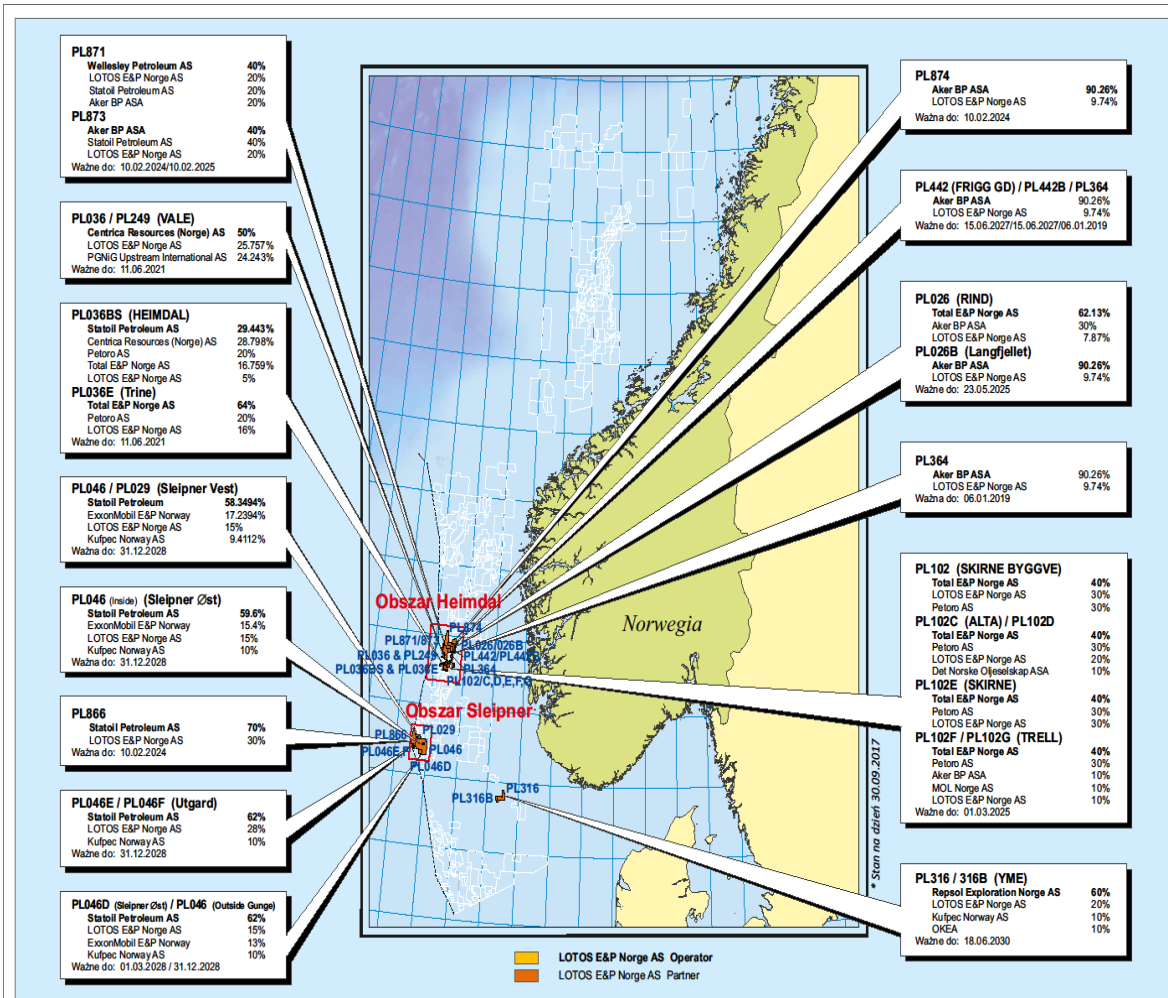 PL871
Wellesley Petroleum AS 40%
LOTOS E&P Norge AS 20%
Statoil Petroleum AS 20%
Aker BP ASA 20%
PL873
Aker BP ASA 40%
Statoil Petroleum AS 40%
LOTOS E&P Norge AS 20%
Ważne do: 10.02.2024/10.02.2025
PL036 / PL249 (VALE)
Centrica Resources (Norge) AS 50%
LOTOS E&P Norge AS 25.757%
PGNiG Upstream International AS 24.243%
Ważne do: 11.06.2021
PL036BS (HEIMDAL)
Statoil Petroleum AS 29.443%
Centrica Resources (Norge) AS 28.798%
Petoro AS 20%
Total E&P Norge AS 16.759%
LOTOS E&P Norge AS 5%
PL036E (Trine)
Total E&P Norge AS 64%
Petoro AS 20%
LOTOS E&P Norge AS 16%
Ważne do: 11.06.2021
PL046 / PL029 (Sleipner Vest)
Statoil Petroleum 58.3494%
ExxonMobil E&P Norway 17.2394%
LOTOS E&P Norge AS 15%
Kufpec Norway AS 9.4112%
Ważna do: 31.12.2028
PL046 (Inside) (Sleipner Øst)
Statoil Petroleum AS 59.6%
ExxonMobil E&P Norway 15.4%
LOTOS E&P Norge AS 15%
Kufpec Norway AS 10%
Ważna do: 31.12.2028
PL866
Statoil Petroleum AS 70%
LOTOS E&P Norge AS 30%
Ważna do: 10.02.2024
PL046E / PL046F (Utgard)
Statoil Petroleum AS 62%
LOTOS E&P Norge AS 28%
Kufpec Norway AS 10%
Ważne do: 31.12.2028
PL046D (Sleipner Øst) / PL046 (Outside Gunge)
Statoil Petroleum AS 62%
LOTOS E&P Norge AS 15%
ExxonMobil E&P Norway 13%
Kufpec Norway AS 10%
Ważne do: 01.03.2028 / 31.12.2028
Obszar Heimdal
PL874
PL871/873
PL026/026B
PL036 & PL249
PL442/PL442B
PL036BS & PL036E
PL364
PL102/C,D,E,F,G
Norwegia
Obszar Sleipner
PL029
PL866
PL046E,F
PL046
PL046D
PL316
PL316B
* Stan na dzień 30.09.2017
PL874
Aker BP ASA 90.26%
LOTOS E&P Norge AS 9.74%
Ważna do: 10.02.2024
PL442 (FRIGG GD) / PL442B / PL364
Aker BP ASA 90.26%
LOTOS E&P Norge AS 9.74%
Ważne do: 15.06.2027/15.06.2027/06.01.2019
PL026 (RIND)
Total E&P Norge AS 62.13%
Aker BP ASA 30%
LOTOS E&P Norge AS 7.87%
PL026B (Langfjellet)
Aker BP ASA 90.26%
LOTOS E&P Norge AS 9.74%
Ważne do: 23.05.2025
PL364
Aker BP ASA 90.26%
LOTOS E&P Norge AS 9.74%
Ważna do: 06.01.2019
PL102 (SKIRNE BYGGVE)
Total E&P Norge AS 40%
LOTOS E&P Norge AS 30%
Petoro AS 30%
PL102C (ALTA) / PL102D
Total E&P Norge AS 40%
Petoro AS 30%
LOTOS E&P Norge AS 20%
Det Norske Oljeselskap ASA 10%
PL102E (SKIRNE)
Total E&P Norge AS 40%
Petoro AS 30%
LOTOS E&P Norge AS 30%
PL102F / PL102G (TRELL)
Total E&P Norge AS 40%
Petoro AS 30%
Aker BP ASA 10%
MOL Norge AS 10%
LOTOS E&P Norge AS 10%
Ważne do: 01.03.2025
PL316 / 316B (YME)
Repsol Exploration Norge AS 60%
LOTOS E&P Norge AS 20%
Kufpec Norway AS 10%
OKEA 10%
Ważne do: 18.06.2030
LOTOS E&P Norge AS Operator
LOTOS E&P Norge AS Partner